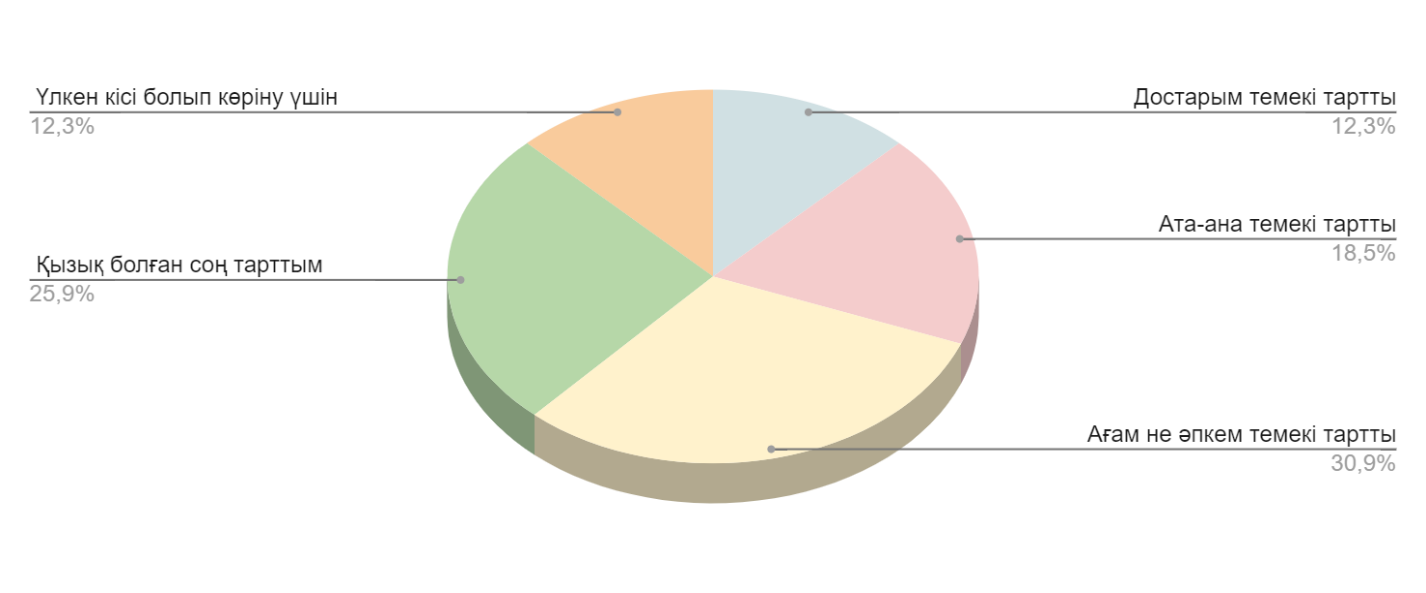 Үлкен кісі болып көріну үшін
12,3%
Қызық болған соң тарттым
25,9%
Достарым темекі тартты
12,3%
Ата-ана темекі тартты
18,5%
Ағам не әпкем темекі тартты
30,9%